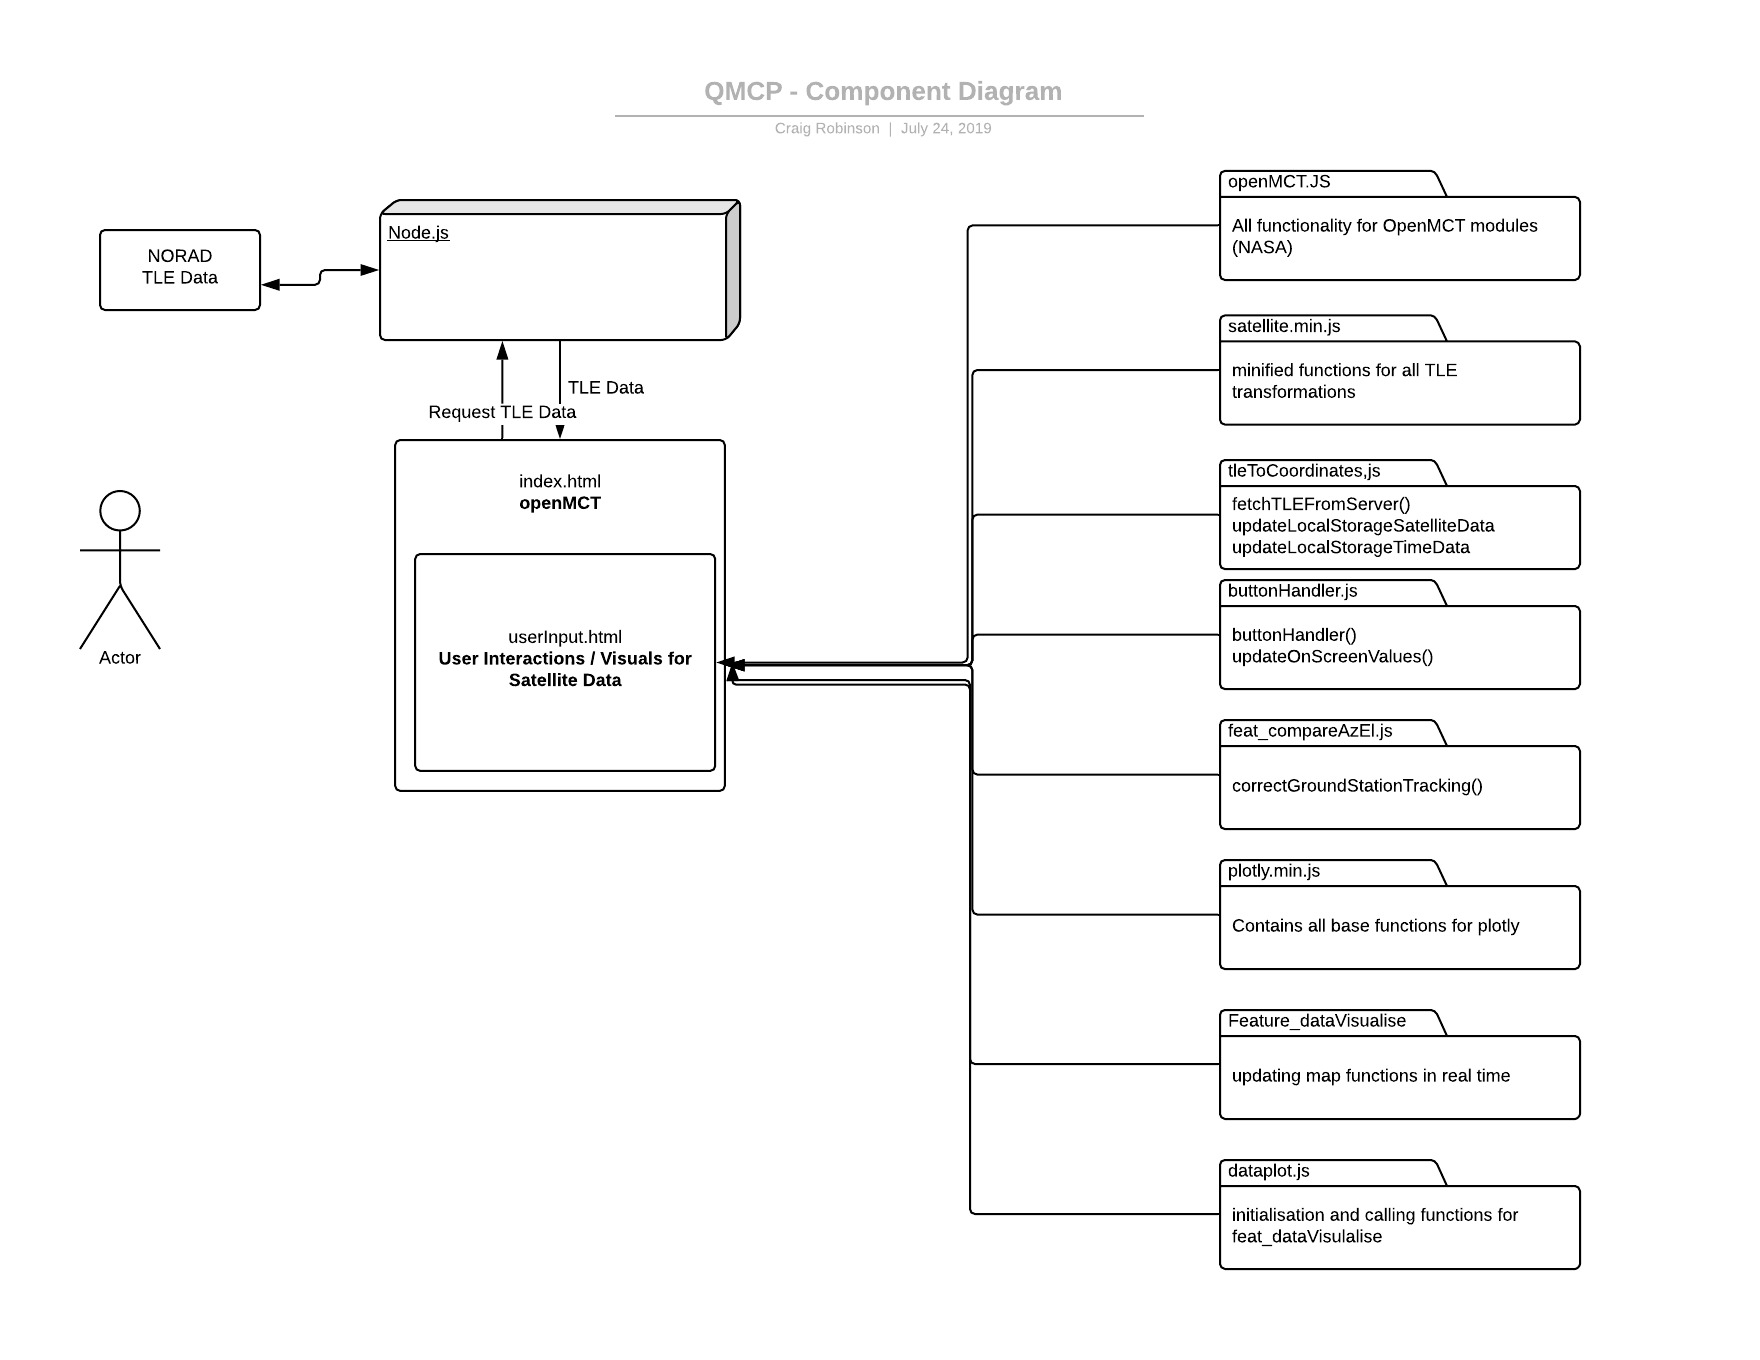 QMCP - Component Diagram
Craig Robinson | July 24, 2019
NORAD
TLE Data
Node.js
TLE Data
Request TLE Data
index.html
openMCT
userInput.html
User Interactions / Visuals for
Satellite Data
Actor
openMCT.JS
All functionality for OpenMCT modules
(NASA)
satellite.min.js
minified functions for all TLE
transformations
tleToCoordinates,js
fetchTLEFromServer()
updateLocalStorageSatelliteData
updateLocalStorageTimeData
buttonHandler.js
buttonHandler()
updateOnScreenValues()
feat_compareAzEl.js
correctGroundStationTracking()
plotly.min.js
Contains all base functions for plotly
Feature_dataVisualise
updating map functions in real time
dataplot.js
initialisation and calling functions for
feat_dataVisulalise